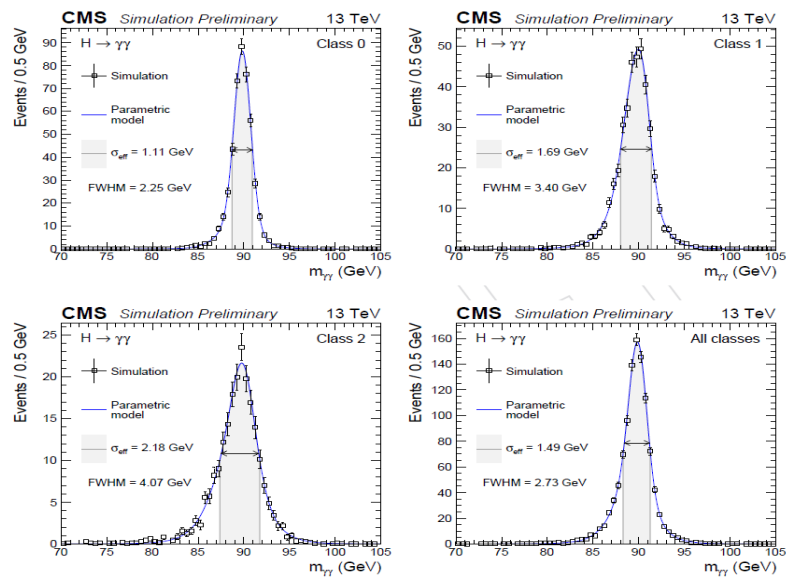 CMS Simulation Preliminary 13 TeV
Events / 0.5 GeV
H → γγ Class 0
Simulation
Parametric
model
σeff = 1.11 GeV
FWHM = 2.25 GeV
90
80
70
60
50
40
30
20
10
0
70 75 80 85 90 95 100 105
mγγ (GeV)
CMS Simulation Preliminary 13 TeV
Events / 0.5 GeV
H → γγ Class 1
Simulation
Parametric
model
σeff = 1.69 GeV
FWHM = 3.40 GeV
50
40
30
20
10
0
70 75 80 85 90 95 100 105
mγγ (GeV)
CMS Simulation Preliminary 13 TeV
Events / 0.5 GeV
H → γγ Class 2
Simulation
Parametric
model
σeff = 2.18 GeV
FWHM = 4.07 GeV
25
20
15
10
5
0
70 75 80 85 90 95 100 105
mγγ (GeV)
CMS Simulation Preliminary 13 TeV
Events / 0.5 GeV
H → γγ All classes
Simulation
Parametric
model
σeff = 1.49 GeV
FWHM = 2.73 GeV
160
140
120
100
80
60
40
20
0
70 75 80 85 90 95 100 105
mγγ (GeV)